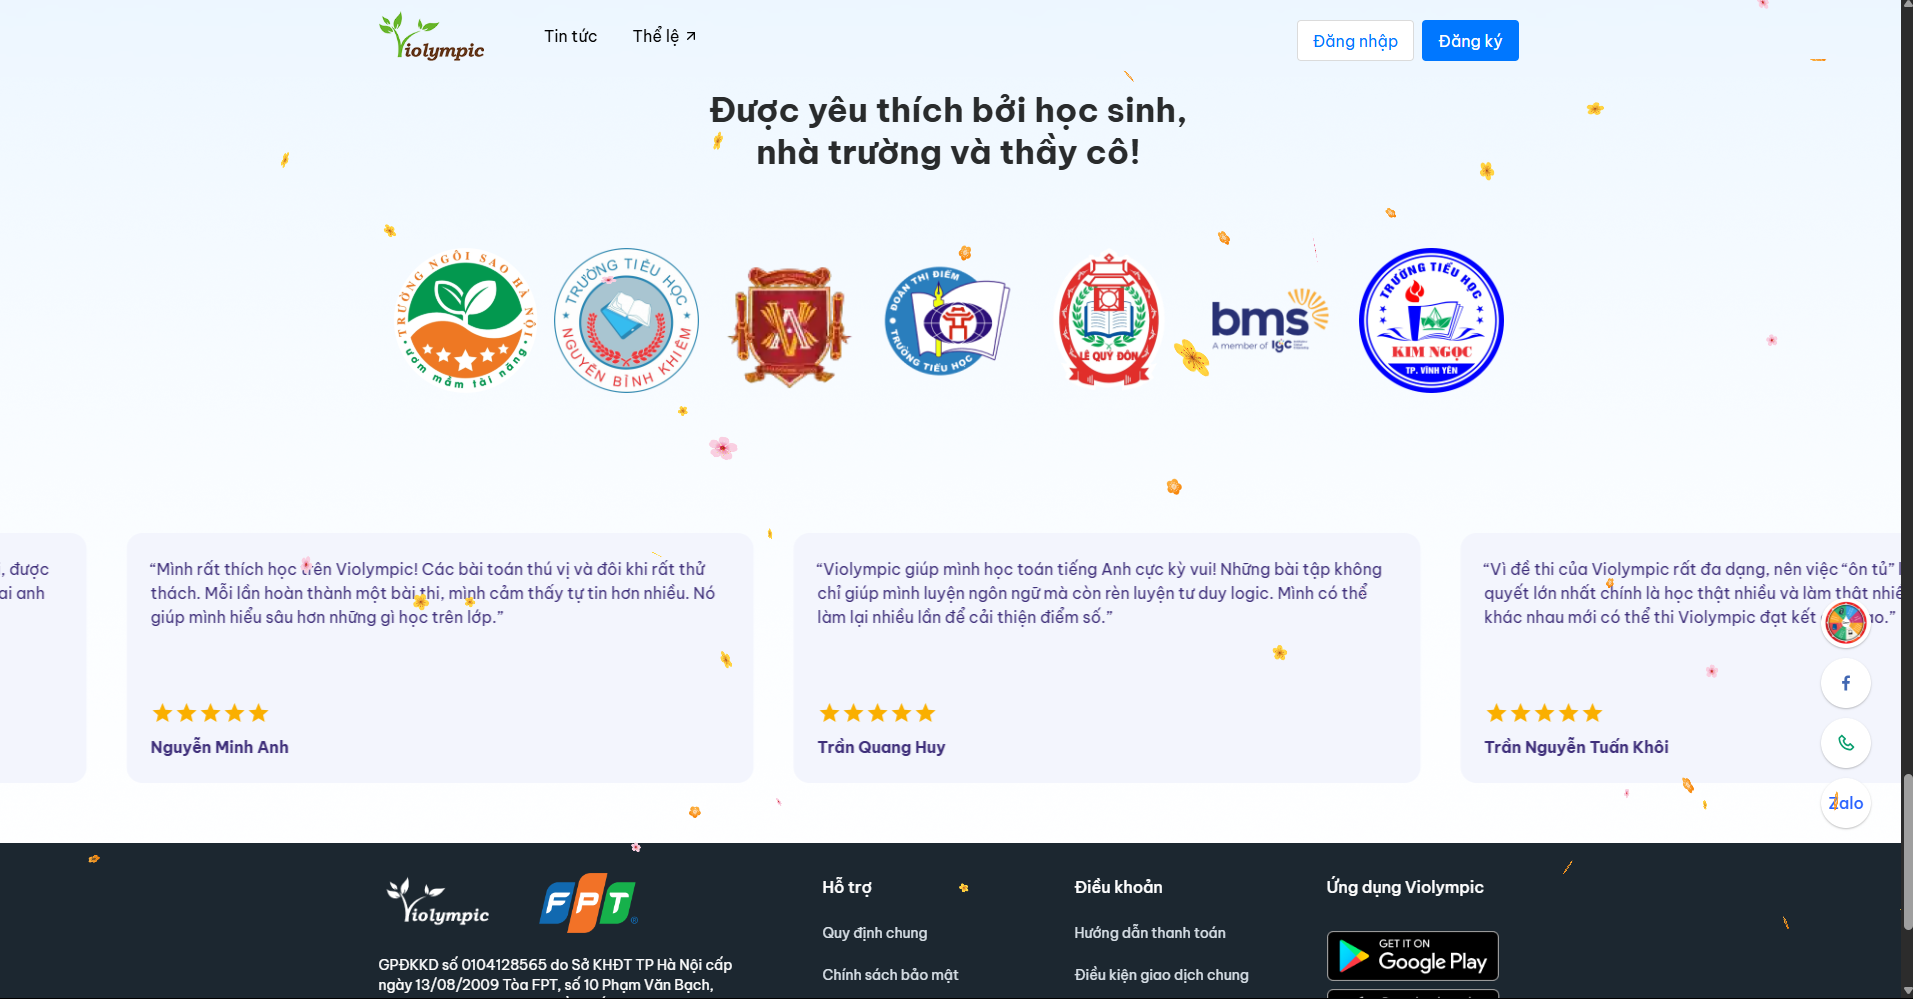 Violympic
Tin tức
Thể lệ
Đăng nhập
Đăng ký
Được yêu thích bởi học sinh,
nhà trường và thầy cô!
TRƯỜNG NGÔI SAO HÀ NỘI
ươm mầm tài năng
TRƯỜNG TIỂU HỌC
NGUYỄN BỈNH KHIÊM
ĐOÀN THỊ ĐIỂM
TRƯỜNG TIỂU HỌC
LÊ QUÝ ĐÔN
bms
A member of IGC
TRƯỜNG TIỂU HỌC
KIM NGỌC
TP. VĨNH YÊN
, được
ai anh
“Mình rất thích học trên Violympic! Các bài toán thú vị và đôi khi rất thử
thách. Mỗi lần hoàn thành một bài thi, mình cảm thấy tự tin hơn nhiều. Nó
giúp mình hiểu sâu hơn những gì học trên lớp.”
Nguyễn Minh Anh
“Violympic giúp mình học toán tiếng Anh cực kỳ vui! Những bài tập không
chỉ giúp mình luyện ngôn ngữ mà còn rèn luyện tư duy logic. Mình có thể
làm lại nhiều lần để cải thiện điểm số.”
Trần Quang Huy
“Vì đề thi của Violympic rất đa dạng, nên việc “ôn tủ”
quyết lớn nhất chính là học thật nhiều và làm thật
khác nhau mới có thể thi Violympic đạt kết
Trần Nguyễn Tuấn Khôi
Zalo
Violympic
FPT
GPĐKKD số 0104128565 do Sở KHĐT TP Hà Nội cấp
ngày 13/08/2009 Tòa FPT, số 10 Phạm Văn Bạch,
Hỗ trợ
Quy định chung
Chính sách bảo mật
Điều khoản
Hướng dẫn thanh toán
Điều kiện giao dịch chung
Ứng dụng Violympic
GET IT ON
Google Play